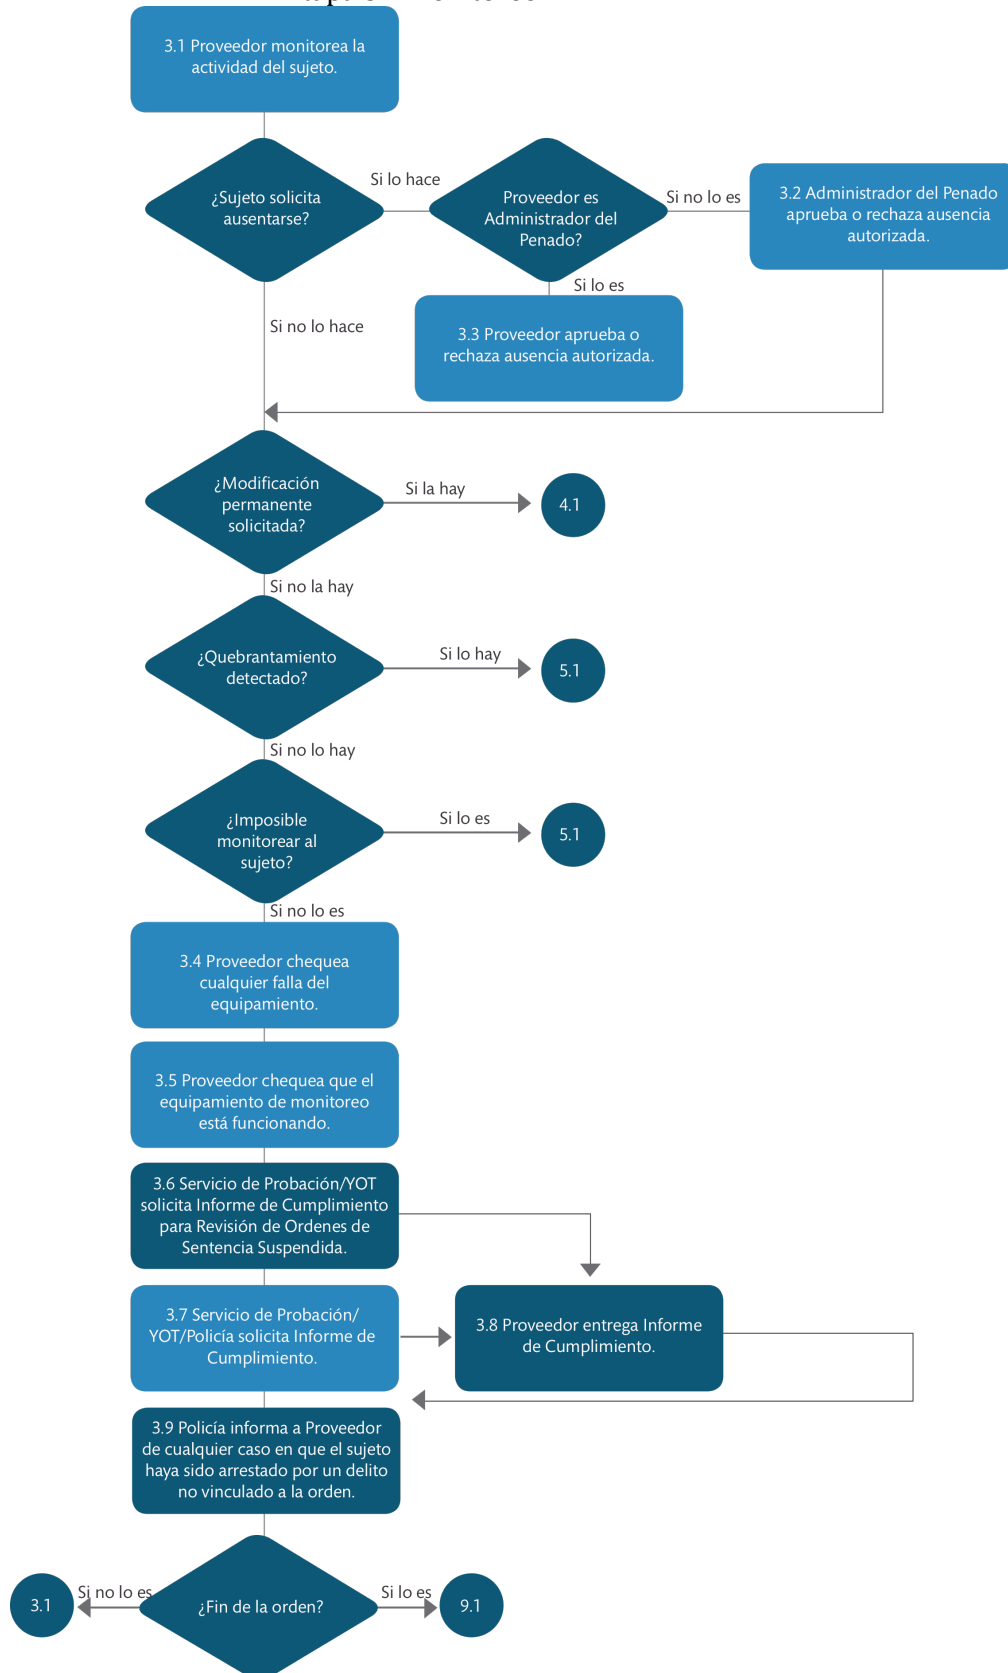 3.1 Proveedor monitorea la
actividad del sujeto.
¿Sujeto solicita
ausentarse?
Si lo hace
Proveedor es
Administrador del
Penado?
Si no lo es
3.2 Administrador del Penado
aprueba o rechaza ausencia
autorizada.
Si lo es
3.3 Proveedor aprueba o
rechaza ausencia autorizada.
Si no lo hace
¿Modificación
permanente
solicitada?
Si la hay
4.1
Si no la hay
¿Quebrantamiento
detectado?
Si lo hay
5.1
Si no lo hay
¿Imposible
monitorear al
sujeto?
Si lo es
5.1
Si no lo es
3.4 Proveedor chequea
cualquier falla del
equipamiento.
3.5 Proveedor chequea que el
equipamiento de monitoreo
está funcionando.
3.6 Servicio de Probación/YOT
solicita Informe de Cumplimiento
para Revisión de Ordenes de
Sentencia Suspendida.
3.7 Servicio de Probación/
YOT/Policía solicita Informe de
Cumplimiento.
3.8 Proveedor entrega Informe
de Cumplimiento.
3.9 Policía informa a Proveedor
de cualquier caso en que el sujeto
haya sido arrestado por un delito
no vinculado a la orden.
¿Fin de la orden?
Si no lo es
3.1
Si lo es
9.1